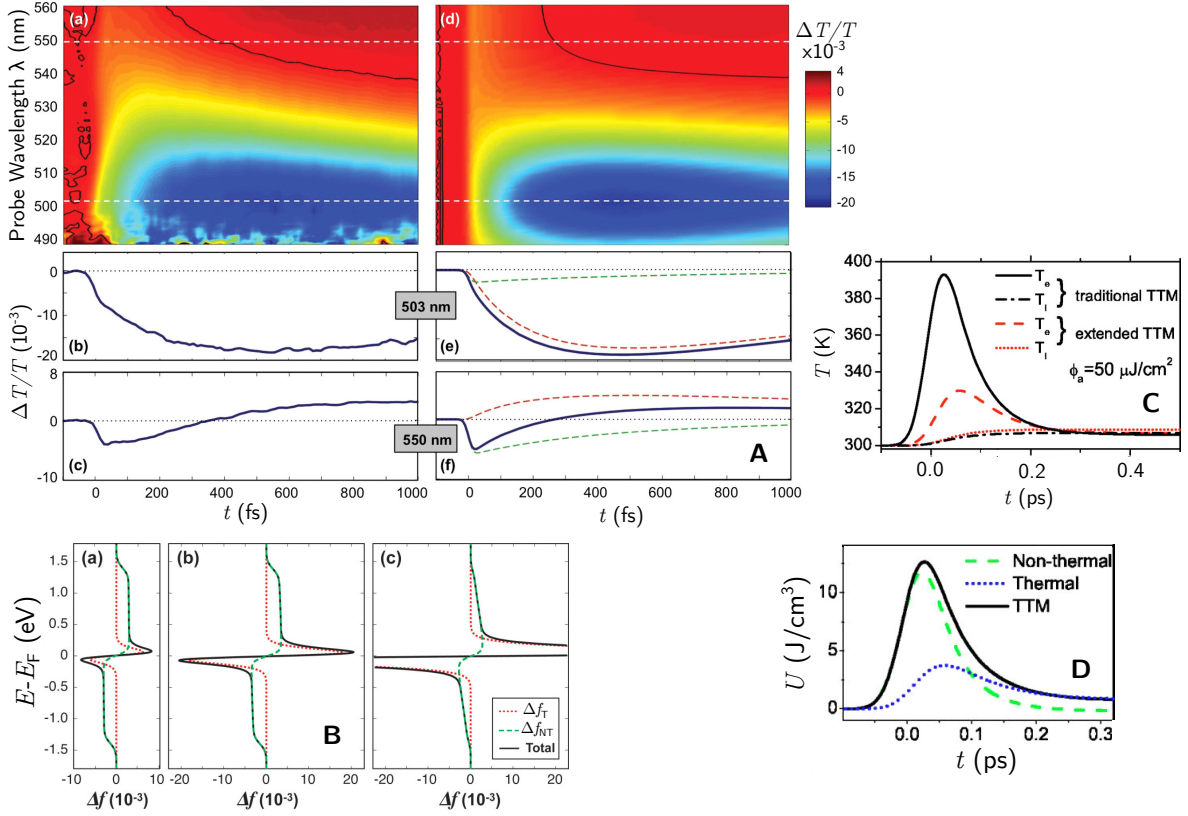 (a)
(d)
ΔT/T
×10⁻³
Probe Wavelength λ (nm)
560
550
540
530
520
510
500
490
4
0
-5
-10
-15
-20
ΔT/T (10⁻³)
0
-10
-20
(b)
503 nm
(e)
8
0
-10
(c)
550 nm
(f)
A
0 200 400 600 800 1000
0 200 400 600 800 1000
t (fs)
t (fs)
T (K)
400
380
360
340
320
300
Tₑ
Tₗ
traditional TTM
Tₑ
Tₗ
extended TTM
ϕₐ=50 μJ/cm²
C
0.0 0.2 0.4
t (ps)
E-E_F (eV)
1.5
1.0
0.5
0
-0.5
-1.0
-1.5
(a)
(b)
(c)
B
Δf_T
Δf_NT
Total
-10 0 10
-20 -10 0 10 20
-20 -10 0 10 20
Δf (10⁻³)
Δf (10⁻³)
Δf (10⁻³)
U (J/cm³)
10
5
0
Non-thermal
Thermal
TTM
D
0.0 0.1 0.2 0.3
t (ps)